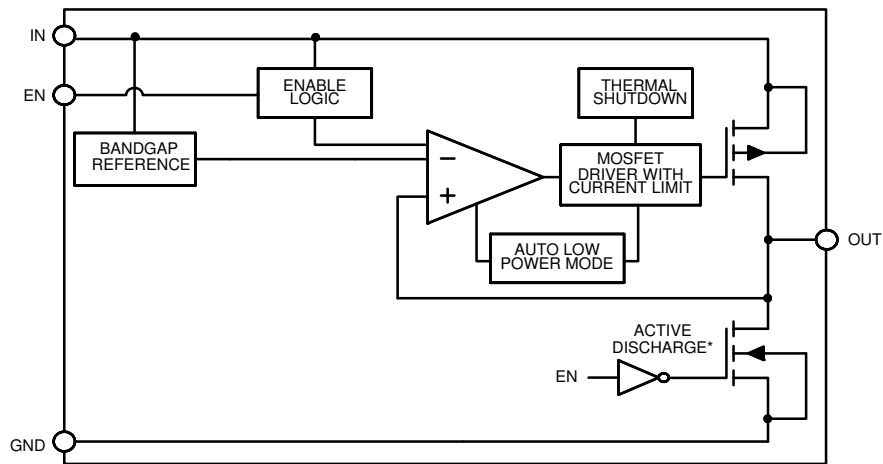 IN
EN
ENABLE
LOGIC
THERMAL
SHUTDOWN
BANDGAP
REFERENCE
−
+
MOSFET
DRIVER WITH
CURRENT LIMIT
AUTO LOW
POWER MODE
OUT
ACTIVE
DISCHARGE*
EN
GND